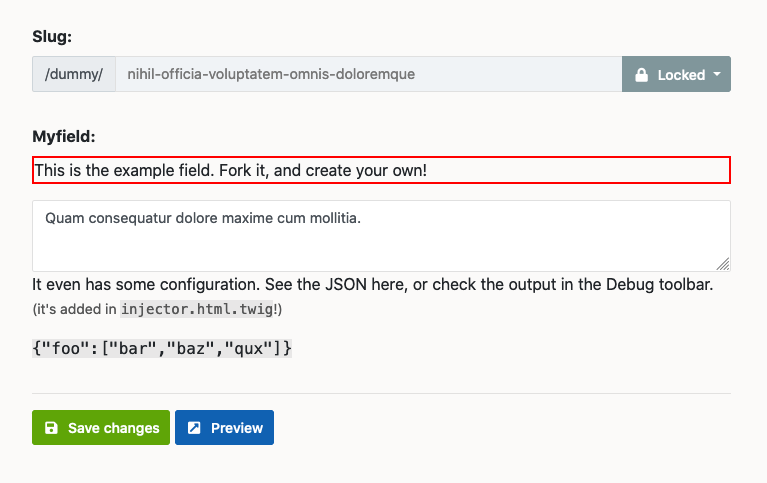 Slug:
/dummy/ nihil-officia-voluptatem-omnis-doloremque Locked
Myfield:
This is the example field. Fork it, and create your own!
Quam consequatur dolore maxime cum mollitia.
It even has some configuration. See the JSON here, or check the output in the Debug toolbar.
(it's added in injector.html.twig!)
{"foo":["bar","baz","qux"]}
Save changes Preview